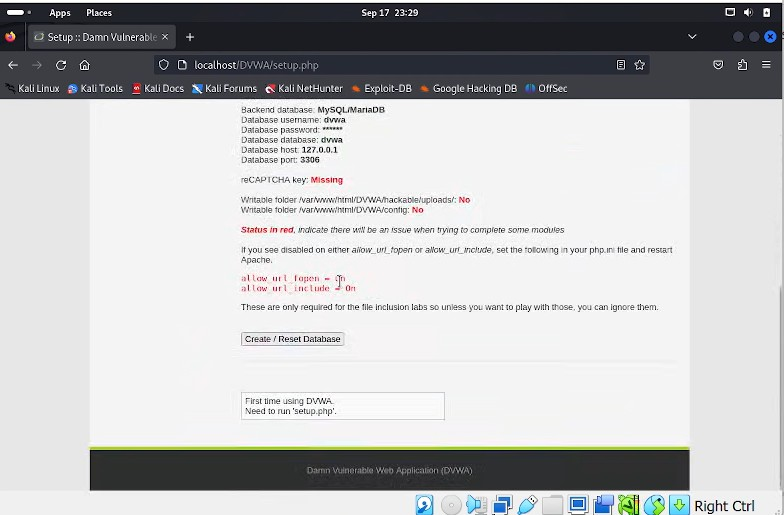 Apps Places Sep 17 23:29
Setup :: Damn Vulnerable
localhost/DVWA/setup.php
Kali Linux Kali Tools Kali Docs Kali Forums Kali NetHunter Exploit-DB Google Hacking DB OffSec
Backend database: MySQL/MariaDB
Database username: dvwa
Database password: ******
Database database: dvwa
Database host: 127.0.0.1
Database port: 3306
reCAPTCHA key: Missing
Writable folder /var/www/html/DVWA/hackable/uploads/: No
Writable folder /var/www/html/DVWA/config: No
Status in red, indicate there will be an issue when trying to complete some modules
If you see disabled on either allow_url_fopen or allow_url_include, set the following in your php.ini file and restart
Apache.
allow_url_fopen = On
allow_url_include = On
These are only required for the file inclusion labs so unless you want to play with those, you can ignore them.
Create / Reset Database
First time using DVWA.
Need to run 'setup.php'.
Damn Vulnerable Web Application (DVWA)
Right Ctrl